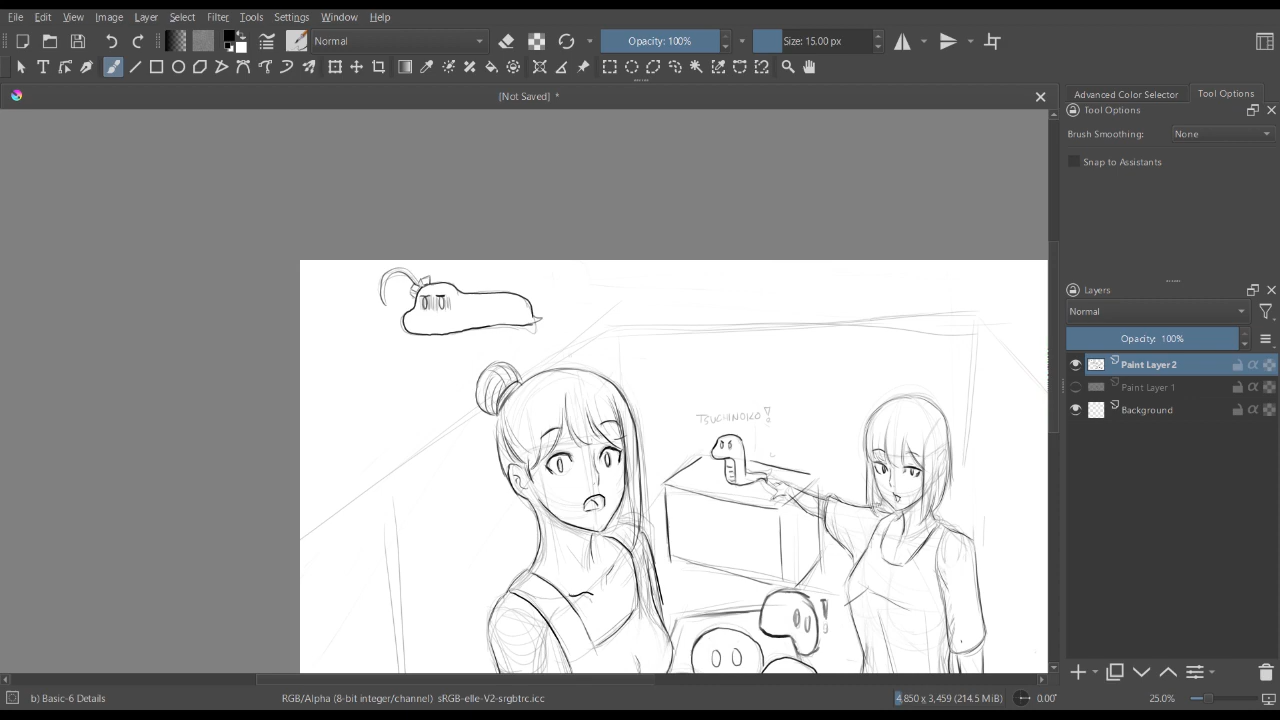 File Edit View Image Layer Select Filter Tools Settings Window Help
Normal Opacity: 100% Size: 15.00 px
[Not Saved] *
Advanced Color Selector Tool Options
Tool Options
Brush Smoothing: None
Snap to Assistants
Layers
Normal
Opacity: 100%
Paint Layer 2
Paint Layer 1
Background
TSUCHINOKO!
!
b) Basic-6 Details RGB/Alpha (8-bit integer/channel) sRGB-elle-V2-srgbtrc.icc 4,850 x 3,459 (214.5 MiB) 0.00° 25.0%